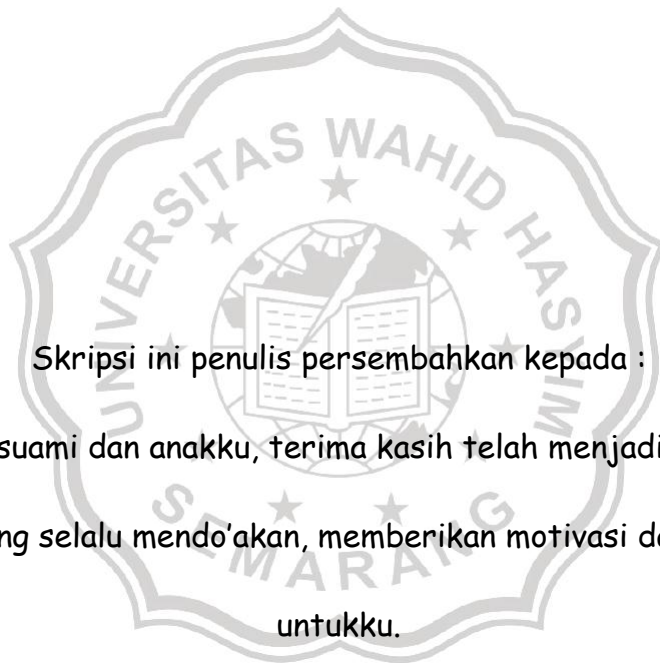 UNIVERSITAS WAHID HASYIM
SEMARANG
Skripsi ini penulis persembahkan kepada :
suami dan anakku, terima kasih telah menjadi
selalu mendo'akan, memberikan motivasi
untukku.